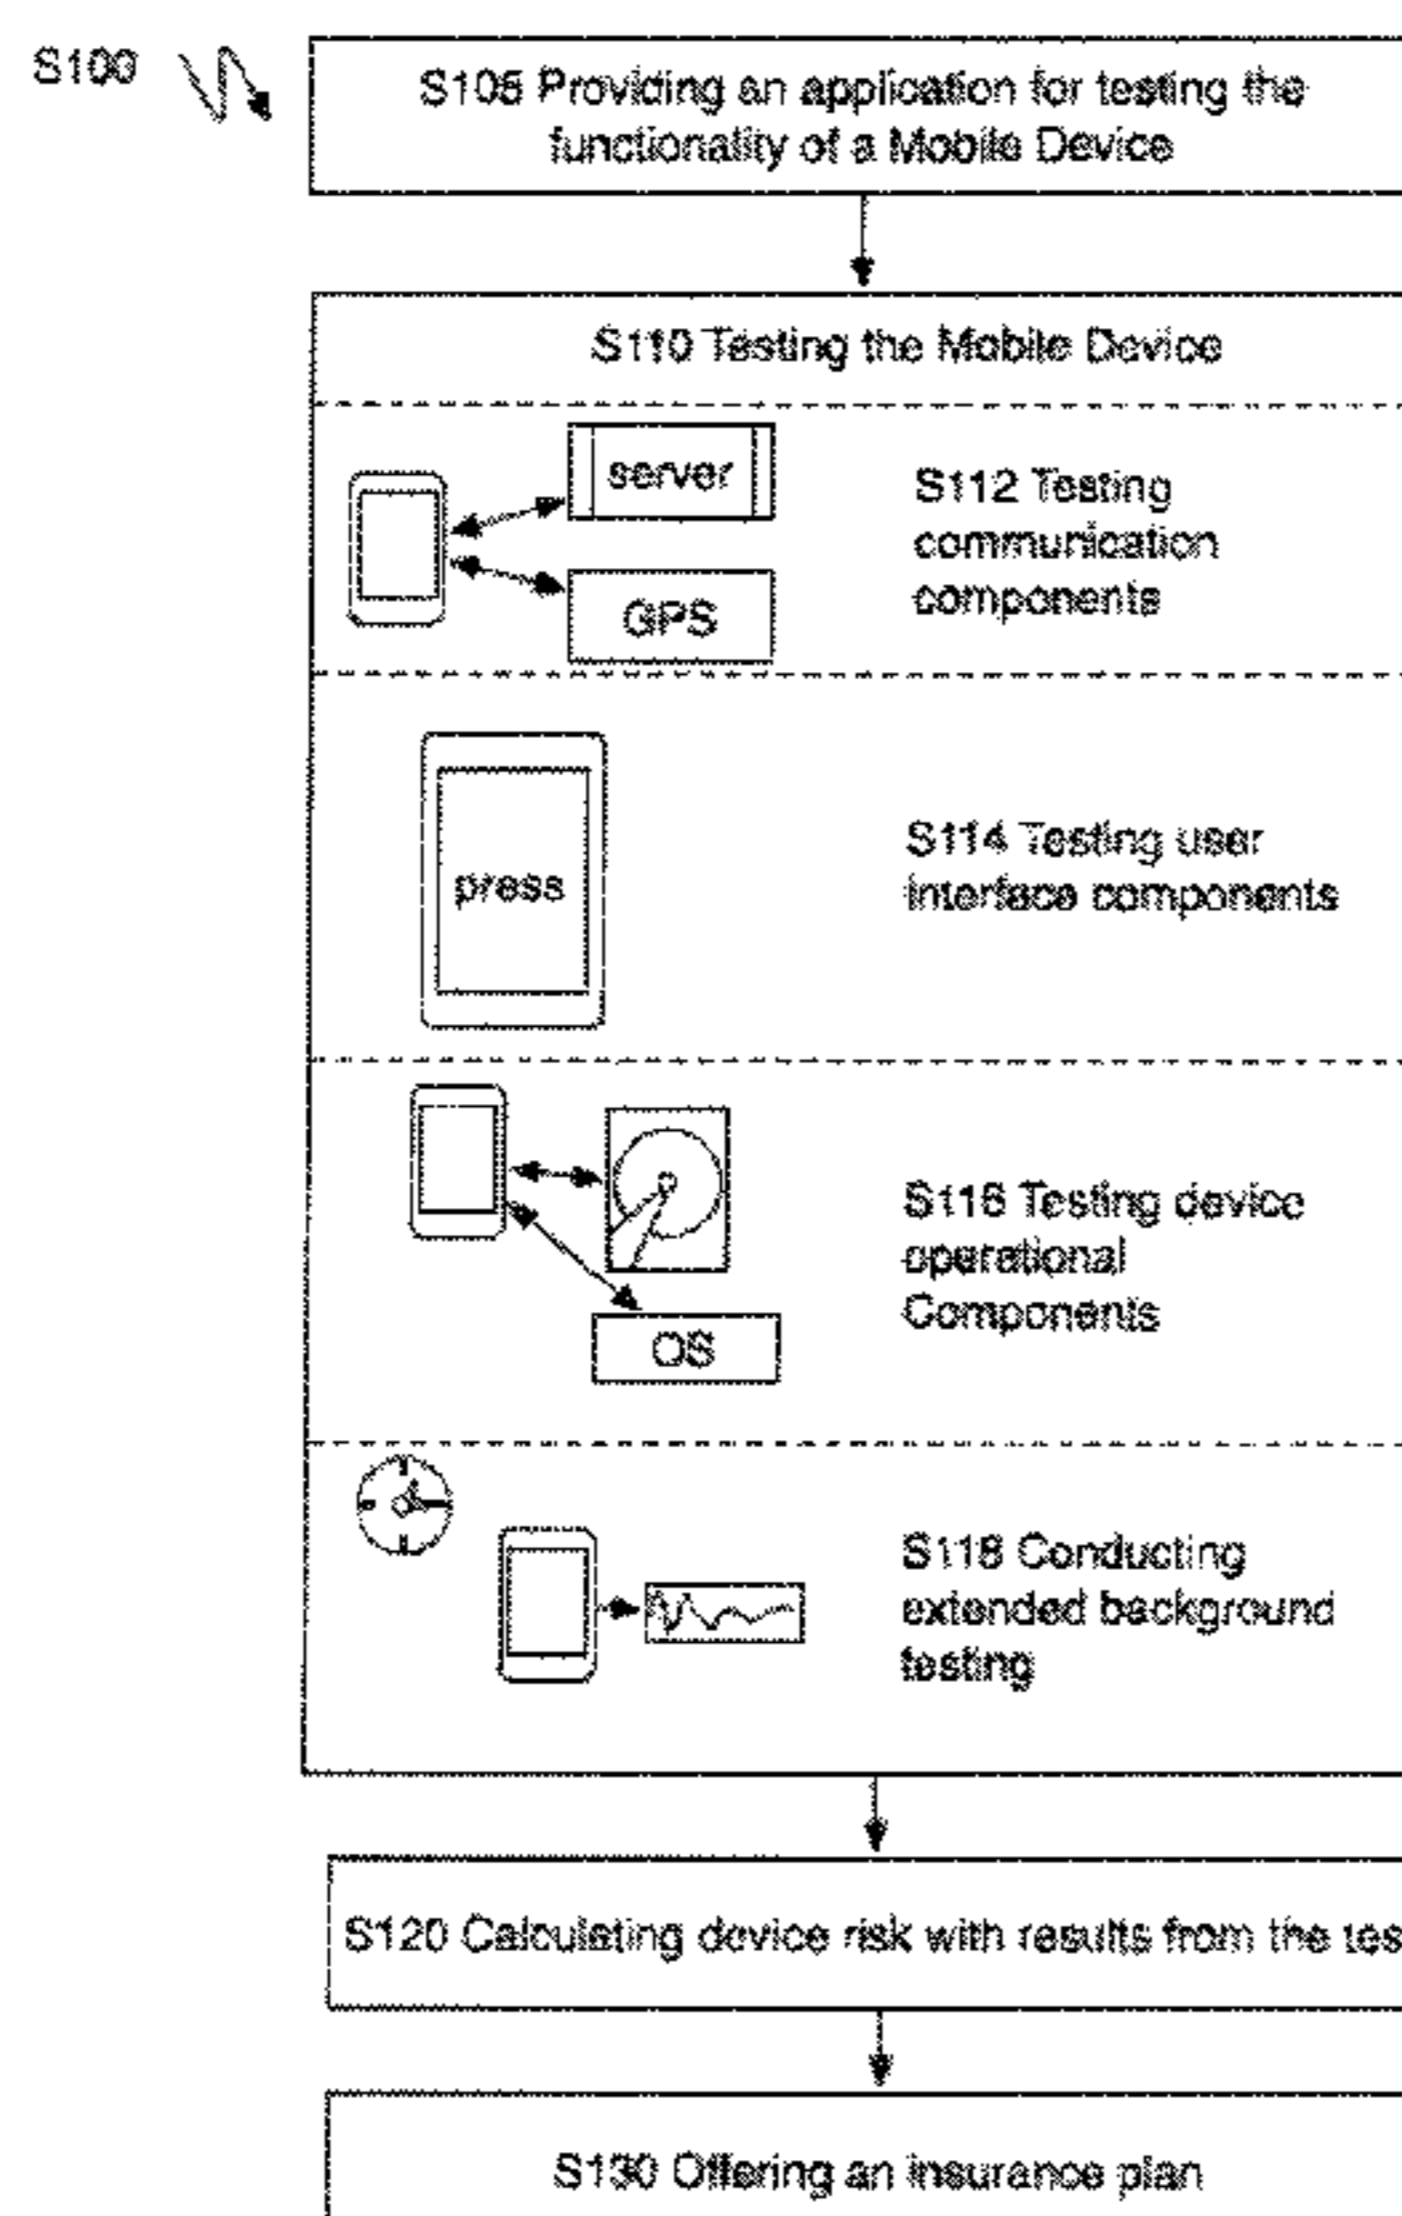 S100
S105 Providing an application for testing the
functionality of a Mobile Device
S110 Testing the Mobile Device
server
GPS
S112 Testing
communication
components
press
S114 Testing user
interface components
S116 Testing device
operational
Components
OS
S118 Conducting
extended background
testing
S120 Calculating device risk with results from the tes
S130 Offering an insurance plan